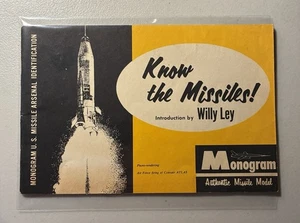 MONOGRAM U. S. MISSILE ARSENAL IDENTIFICATION
Know
the Missiles!
Introduction by Willy Ley
Monogram
Authentic Missile Model